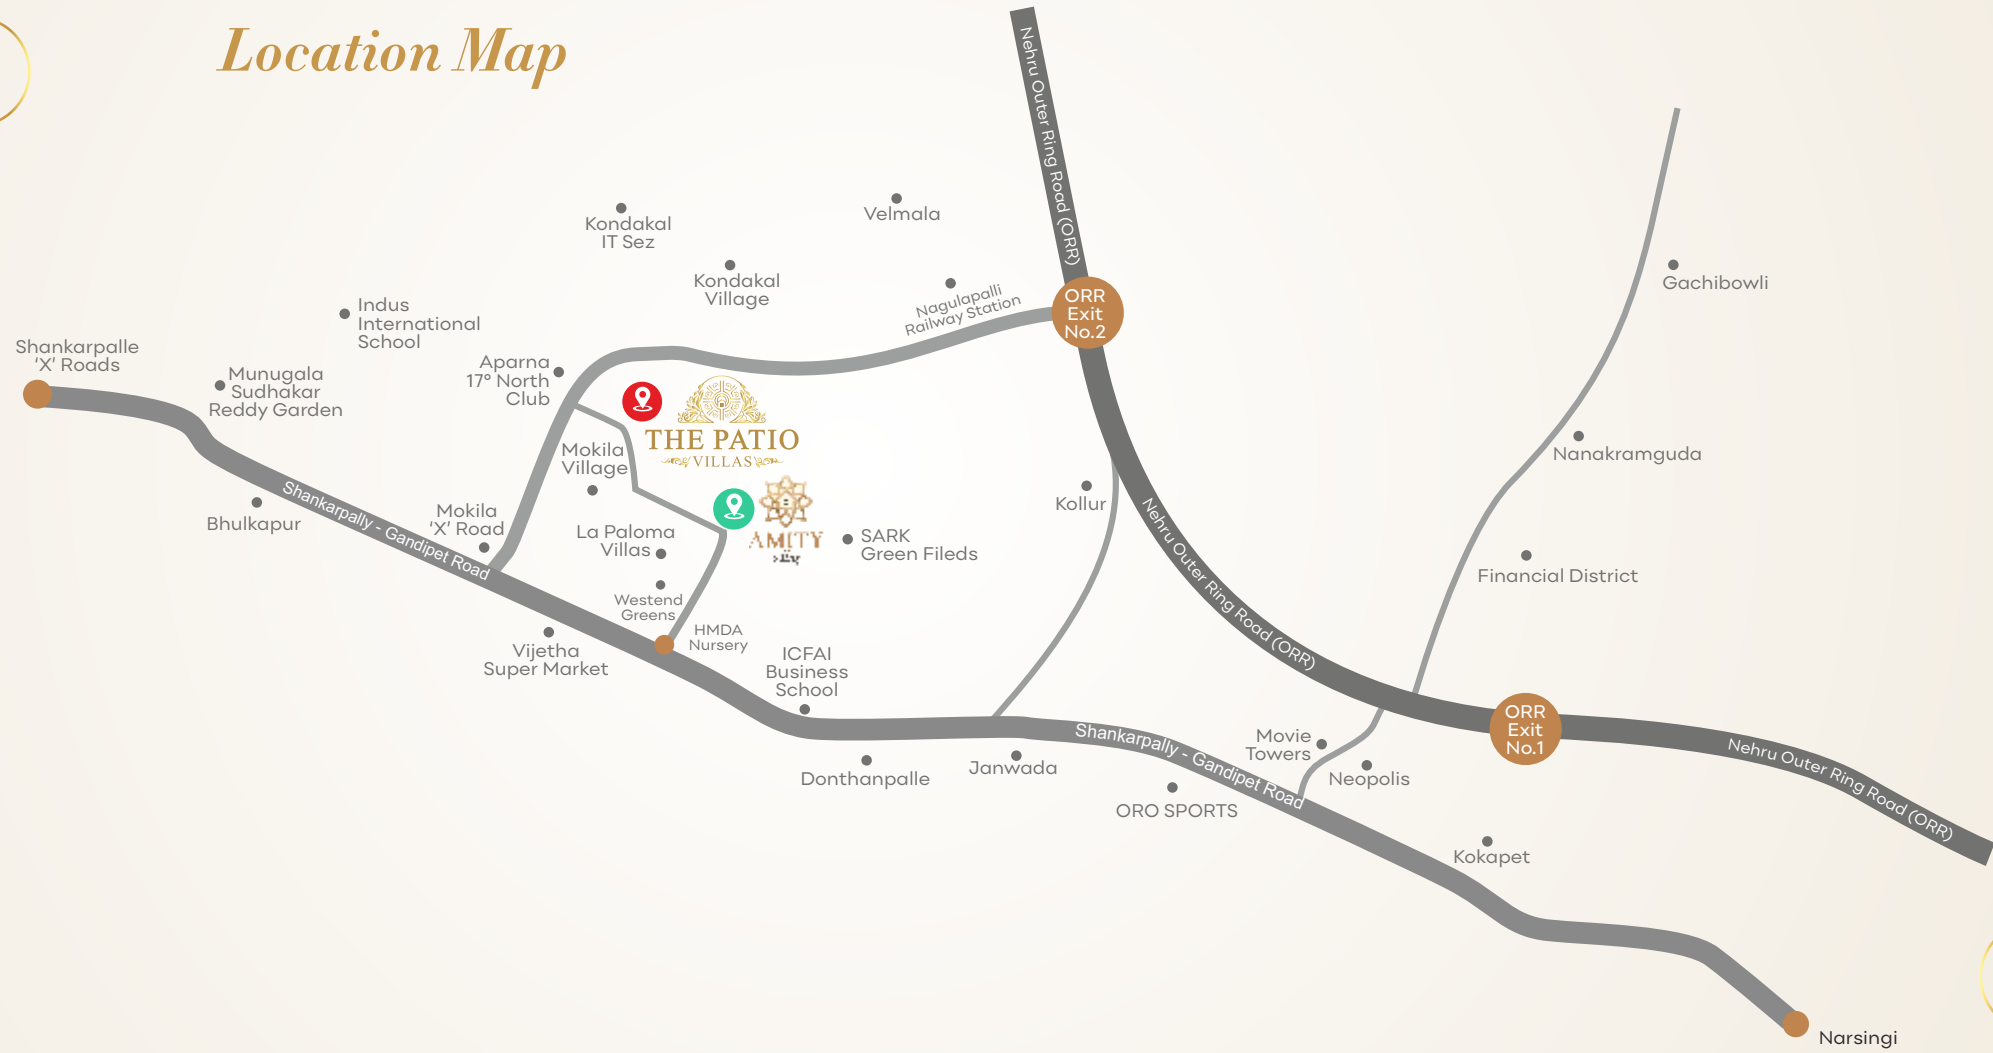 Location Map
Nehru Outer Ring Road (ORR)
Velmala
Kondakal
IT Sez
Kondakal
Village
Gachibowli
Nagulapalli
Railway Station
ORR
Exit
No.2
Indus
International
School
Shankarpalle
‘X’ Roads
Munugala
Sudhakar
Reddy Garden
Aparna
17° North
Club
THE PATIO
VILLAS
Mokila
Village
Nanakramguda
Kollur
Bhulkapur
Shankarpally - Gandipet Road
Mokila
‘X’ Road
La Paloma
Villas
AMITY
SARK
Green Fileds
Nehru Outer Ring Road (ORR)
Financial District
Westend
Greens
HMDA
Nursery
Vijetha
Super Market
ICFAI
Business
School
Donthanpalle
Janwada
Shankarpally - Gandipet Road
ORO SPORTS
Movie
Towers
Neopolis
ORR
Exit
No.1
Nehru Outer Ring Road (ORR)
Kokapet
Narsingi